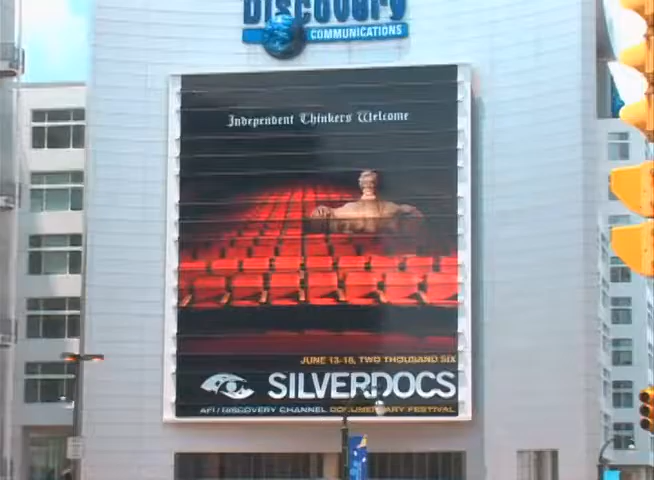 Discovery
COMMUNICATIONS
Independent Thinkers Welcome
JUNE 13-18, TWO THOUSAND SIX
SILVERDOCS
AFI/DISCOVERY CHANNEL DOCUMENTARY FESTIVAL